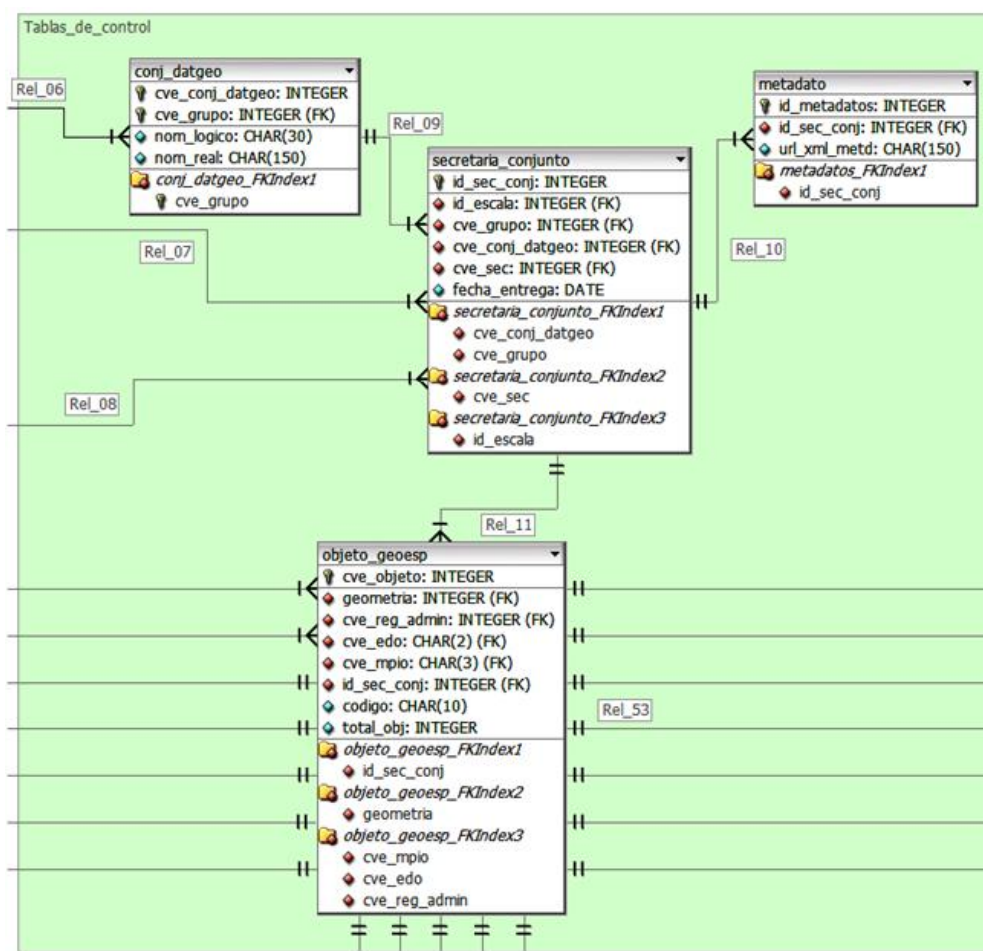 Tablas_de_control
conj_datgeo
cve_conj_datgeo: INTEGER
cve_grupo: INTEGER (FK)
nom_logico: CHAR(30)
nom_real: CHAR(150)
conj_datgeo_FKIndex1
cve_grupo
Rel_06
Rel_09
metadato
id_metadatos: INTEGER
id_sec_conj: INTEGER (FK)
url_xml_metd: CHAR(150)
metadatos_FKIndex1
id_sec_conj
secretaria_conjunto
id_sec_conj: INTEGER
id_escala: INTEGER (FK)
cve_grupo: INTEGER (FK)
cve_conj_datgeo: INTEGER (FK)
cve_sec: INTEGER (FK)
fecha_entrega: DATE
secretaria_conjunto_FKIndex1
cve_conj_datgeo
cve_grupo
secretaria_conjunto_FKIndex2
cve_sec
secretaria_conjunto_FKIndex3
id_escala
Rel_07
Rel_10
Rel_08
Rel_11
objeto_geoesp
cve_objeto: INTEGER
geometria: INTEGER (FK)
cve_reg_admin: INTEGER (FK)
cve_edo: CHAR(2) (FK)
cve_mpio: CHAR(3) (FK)
id_sec_conj: INTEGER (FK)
codigo: CHAR(10)
total_obj: INTEGER
objeto_geoesp_FKIndex1
id_sec_conj
objeto_geoesp_FKIndex2
geometria
objeto_geoesp_FKIndex3
cve_mpio
cve_edo
cve_reg_admin
Rel_53